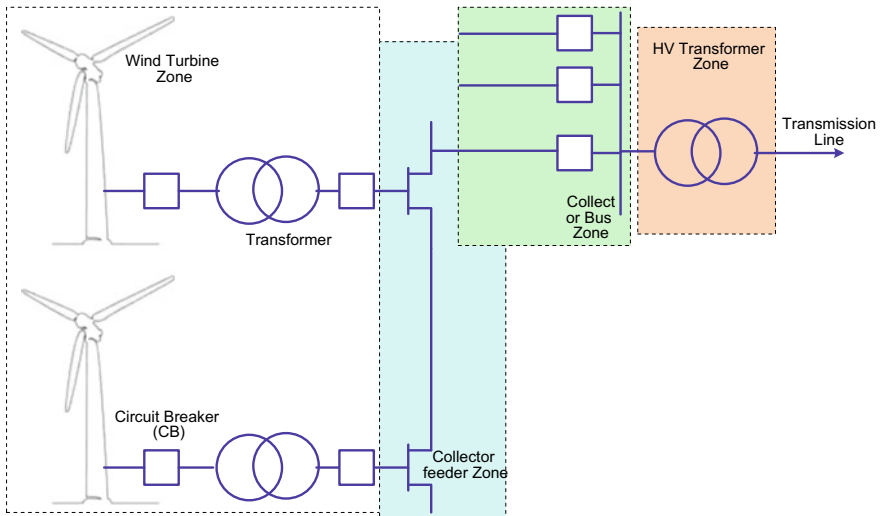 Wind Turbine
Zone
HV Transformer
Zone
Transmission
Line
Collect
or Bus
Zone
Transformer
Circuit Breaker
(CB)
Collector
feeder Zone